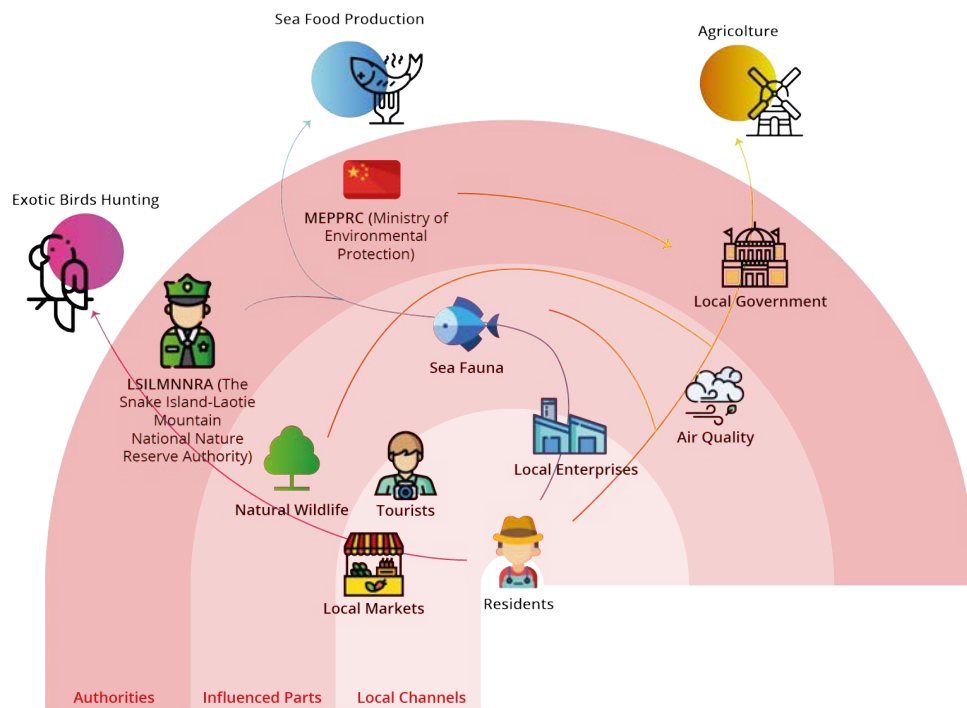 Sea Food Production
Agricolture
Exotic Birds Hunting
MEPPRC (Ministry of
Environmental
Protection)
Local Government
Sea Fauna
LSILMNNRA (The
Snake Island-Laotie
Mountain
National Nature
Reserve Authority)
Air Quality
Local Enterprises
Natural Wildlife
Tourists
Local Markets
Residents
Authorities
Influenced Parts
Local Channels